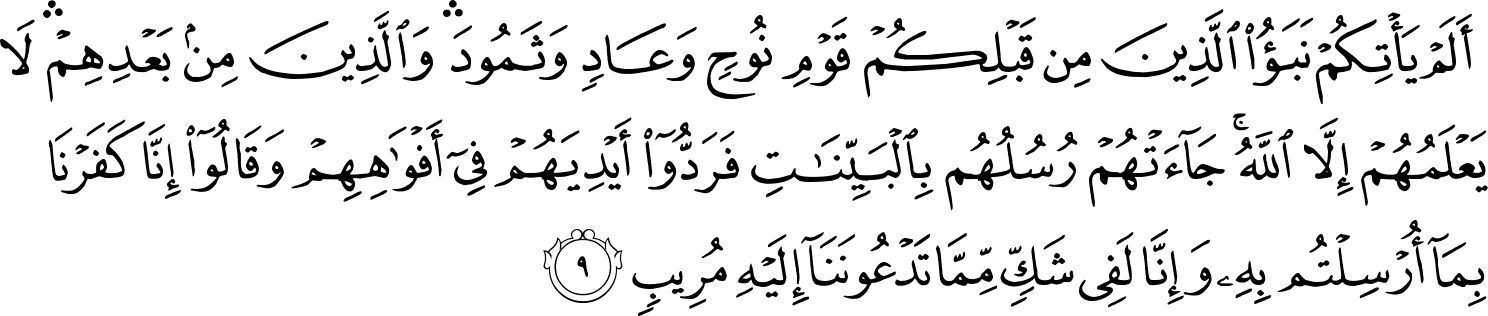 أَلَمْ يَأْتِكُمْ نَبَؤُا۟ ٱلَّذِينَ مِن قَبْلِكُمْ قَوْمِ نُوحٍ وَعَادٍ وَثَمُودَ ۛ وَٱلَّذِينَ مِنۢ بَعْدِهِمْ ۛ لَا
يَعْلَمُهُمْ إِلَّا ٱللَّهُ ۚ جَآءَتْهُمْ رُسُلُهُم بِٱلْبَيِّنَـٰتِ فَرَدُّوٓا۟ أَيْدِيَهُمْ فِىٓ أَفْوَٰهِهِمْ وَقَالُوٓا۟ إِنَّا كَفَرْنَا
بِمَآ أُرْسِلْتُم بِهِۦ وَإِنَّا لَفِى شَكٍّ مِّمَّا تَدْعُونَنَآ إِلَيْهِ مُرِيبٍ ٩